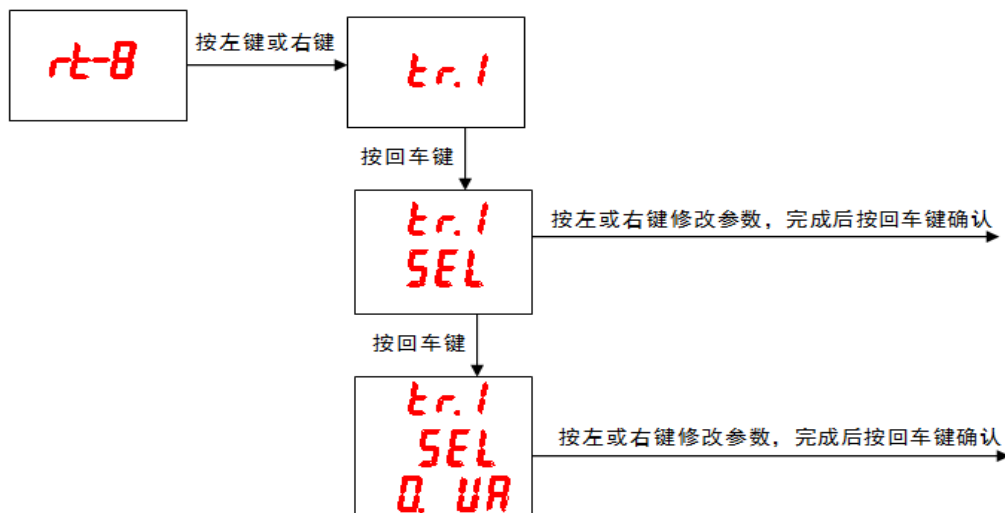 rt-8
按左键或右键
tr.1
按回车键
tr.1
SEL
按左或右键修改参数，完成后按回车键确认
按回车键
tr.1
SEL
0. UA
按左或右键修改参数，完成后按回车键确认